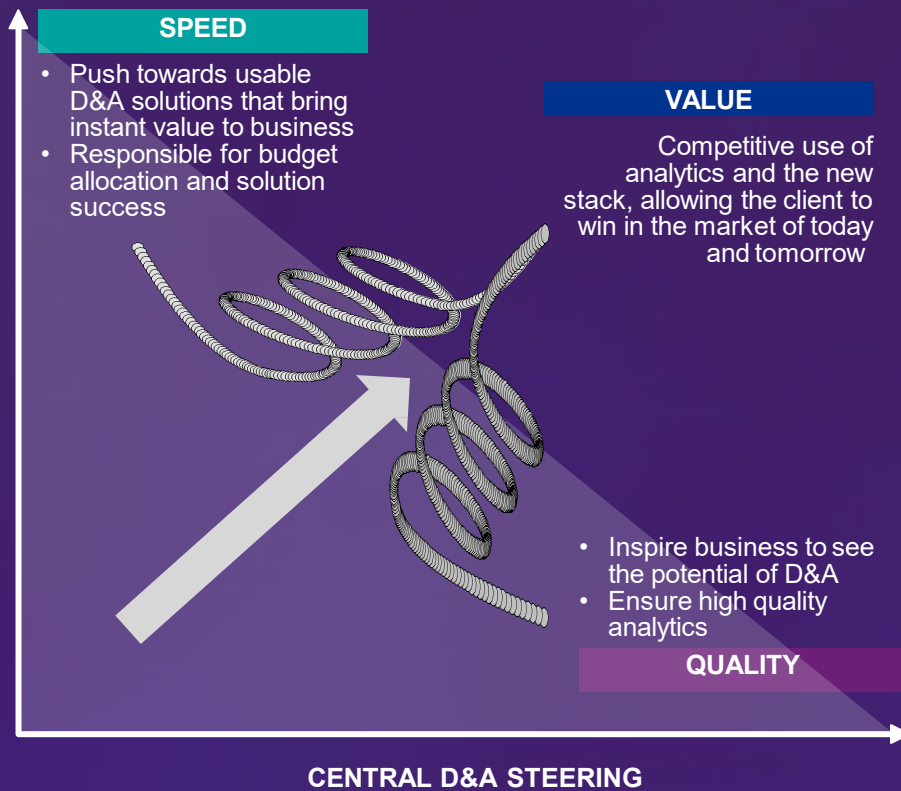 SPEED
• Push towards usable
D&A solutions that bring
instant value to business
• Responsible for budget
allocation and solution
success
VALUE
Competitive use of
analytics and the new
stack, allowing the client to
win in the market of today
and tomorrow
• Inspire business to see
the potential of D&A
• Ensure high quality
analytics
QUALITY
CENTRAL D&A STEERING